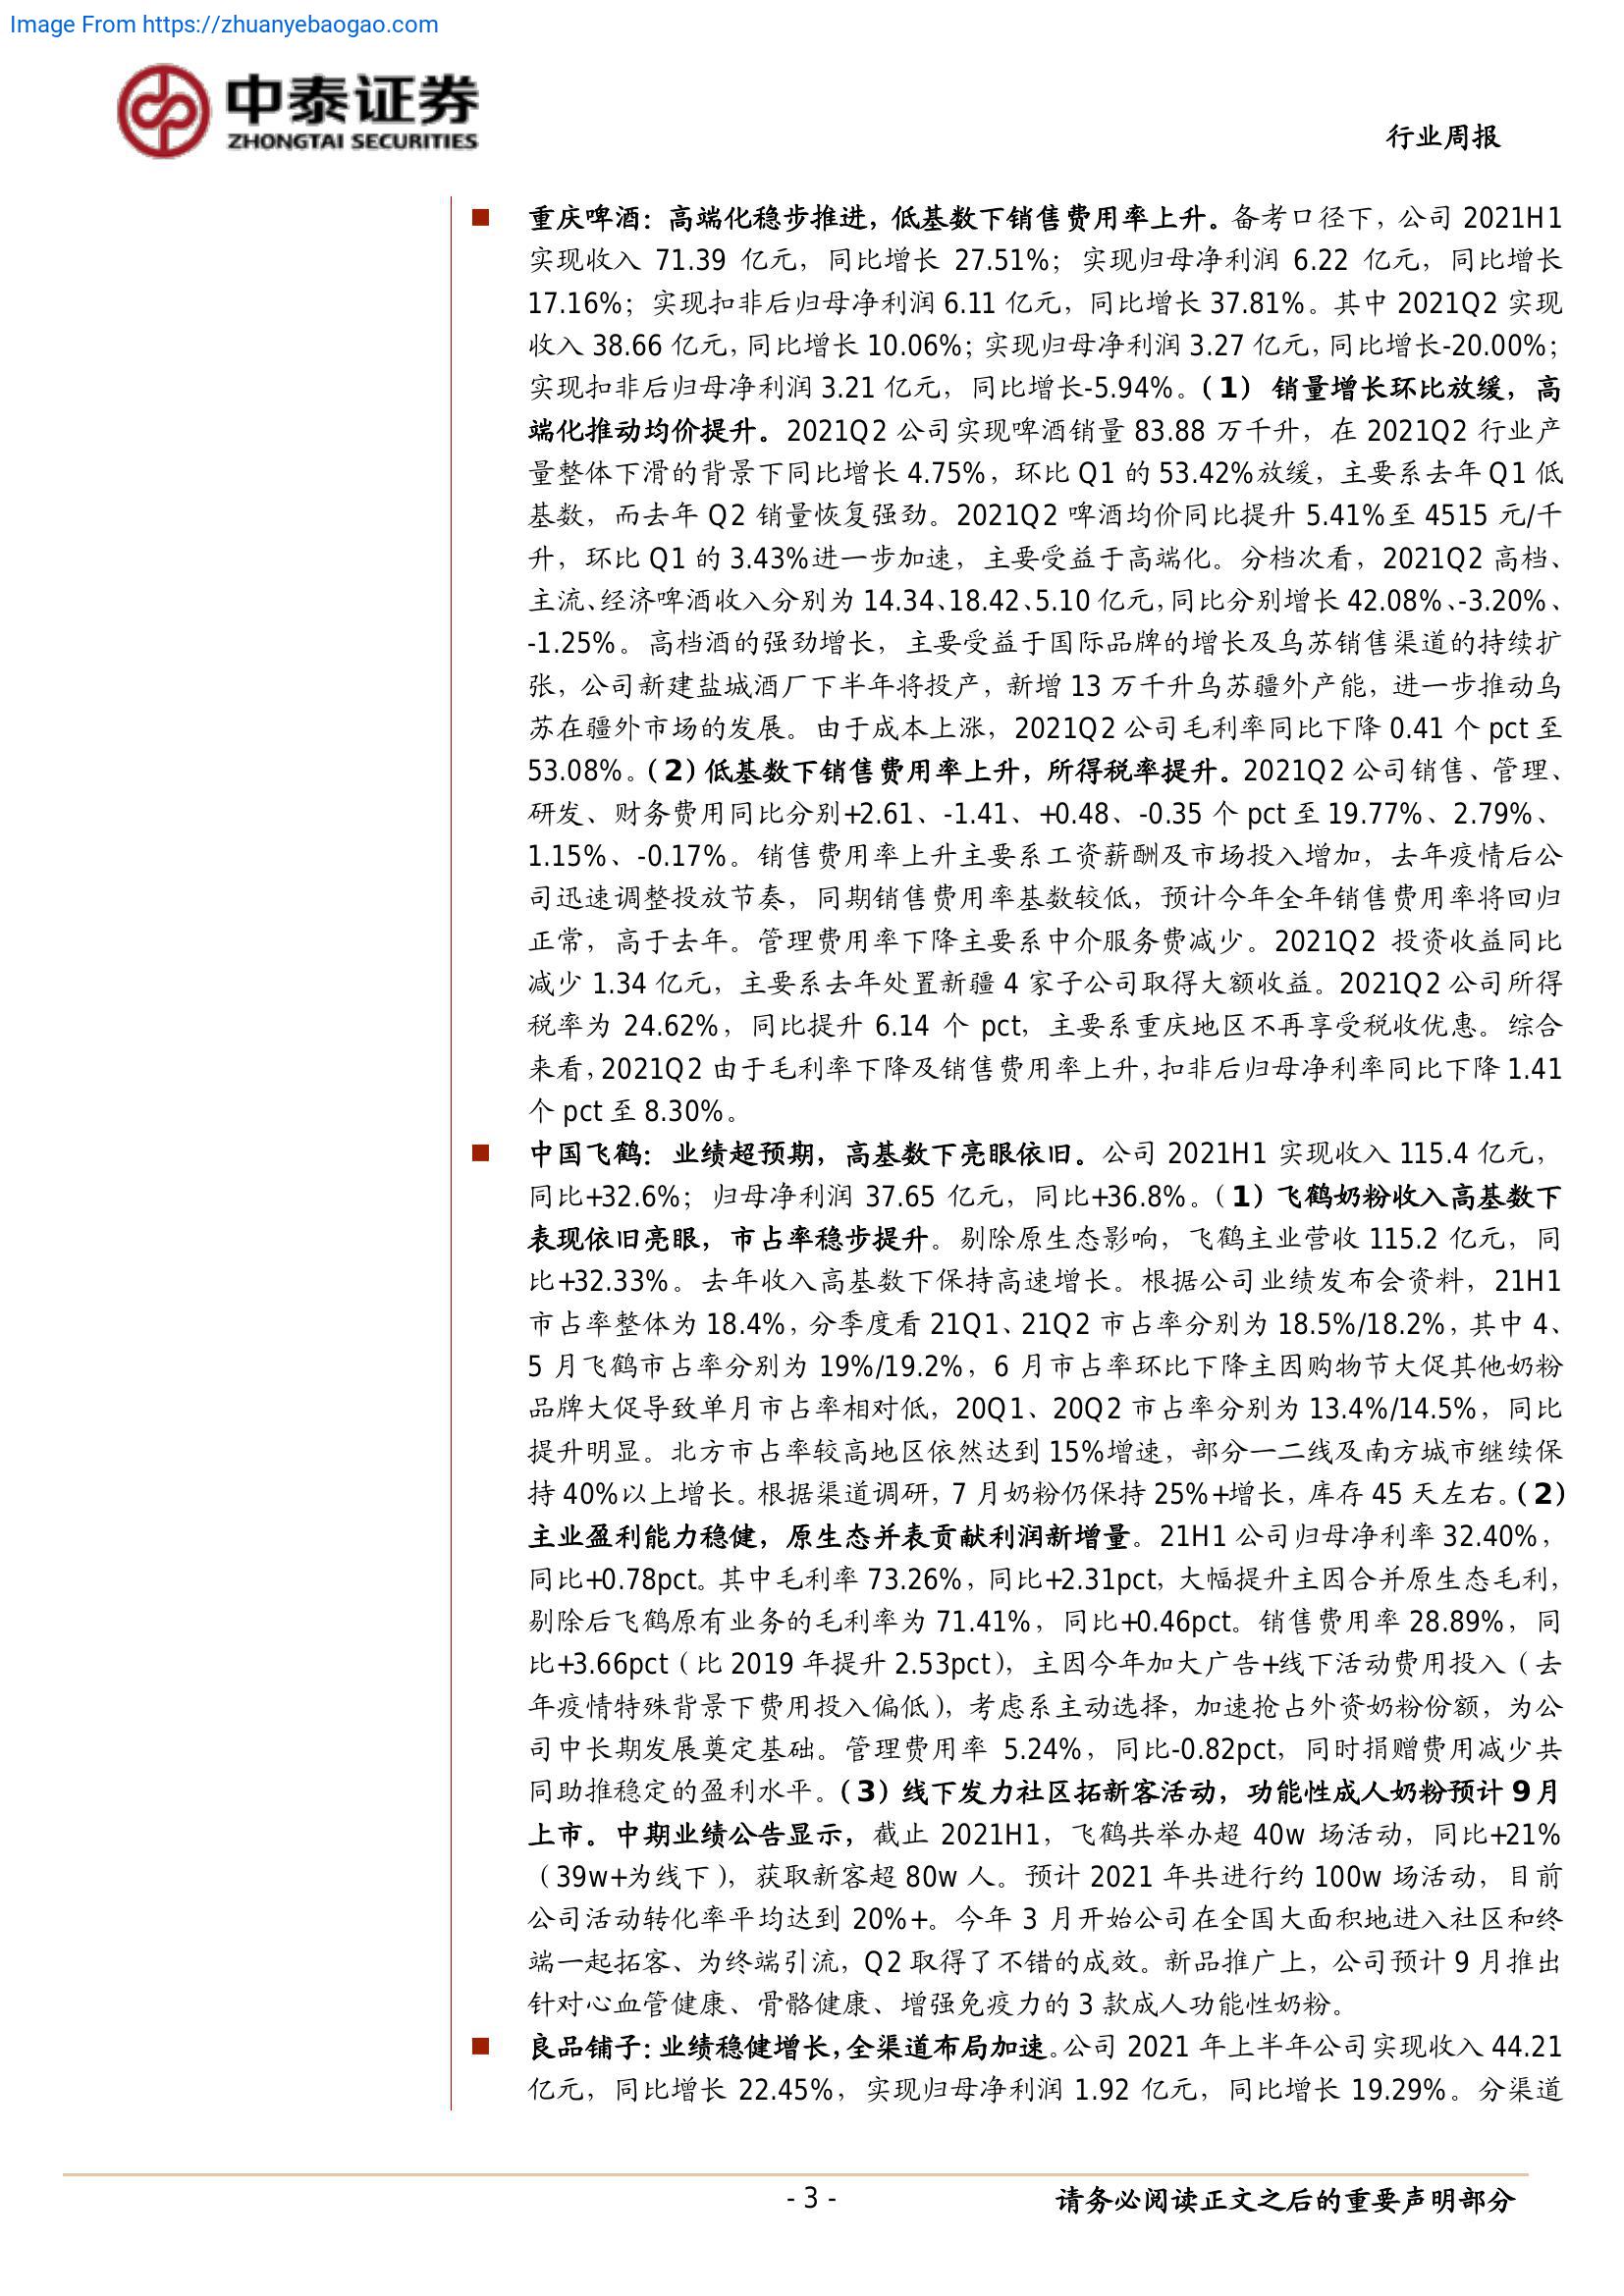 Image From https://zhuanyebaogao.com
中泰证券
ZHONGTAI SECURITIES
行业周报
■ 重庆啤酒：高端化稳步推进，低基数下销售费用率上升。备考口径下，公司 2021H1
实现收入 71.39 亿元，同比增长 27.51%；实现归母净利润 6.22 亿元，同比增长
17.16%；实现扣非后归母净利润 6.11 亿元，同比增长 37.81%。其中 2021Q2 实现
收入 38.66 亿元，同比增长 10.06%；实现归母净利润 3.27 亿元，同比增长-20.00%；
实现扣非后归母净利润 3.21 亿元，同比增长-5.94%。（1）销量增长环比放缓，高
端化推动均价提升。2021Q2 公司实现啤酒销量 83.88 万千升，在 2021Q2 行业产
量整体下滑的背景下同比增长 4.75%，环比 Q1 的 53.42%放缓，主要系去年 Q1 低
基数，而去年 Q2 销量恢复强劲。2021Q2 啤酒均价同比提升 5.41%至 4515 元/千
升，环比 Q1 的 3.43%进一步加速，主要受益于高端化。分档次看，2021Q2 高档、
主流、经济啤酒收入分别为 14.34、18.42、5.10 亿元，同比分别增长 42.08%、-3.20%、
-1.25%。高档酒的强劲增长，主要受益于国际品牌的增长及乌苏销售渠道的持续扩
张，公司新建盐城酒厂下半年将投产，新增 13 万千升乌苏疆外产能，进一步推动乌
苏在疆外市场的发展。由于成本上涨，2021Q2 公司毛利率同比下降 0.41 个 pct 至
53.08%。（2）低基数下销售费用率上升，所得税率提升。2021Q2 公司销售、管理、
研发、财务费用同比分别+2.61、-1.41、+0.48、-0.35 个 pct 至 19.77%、2.79%、
1.15%、-0.17%。销售费用率上升主要系工资薪酬及市场投入增加，去年疫情后公
司迅速调整投放节奏，同期销售费用率基数较低，预计今年全年销售费用率将回归
正常，高于去年。管理费用率下降主要系中介服务费减少。2021Q2 投资收益同比
减少 1.34 亿元，主要系去年处置新疆 4 家子公司取得大额收益。2021Q2 公司所得
税率为 24.62%，同比提升 6.14 个 pct，主要系重庆地区不再享受税收优惠。综合
来看，2021Q2 由于毛利率下降及销售费用率上升，扣非后归母净利率同比下降 1.41
个 pct 至 8.30%。
■ 中国飞鹤：业绩超预期，高基数下亮眼依旧。公司 2021H1 实现收入 115.4 亿元，
同比+32.6%；归母净利润 37.65 亿元，同比+36.8%。（1）飞鹤奶粉收入高基数下
表现依旧亮眼，市占率稳步提升。剔除原生态影响，飞鹤主业营收 115.2 亿元，同
比+32.33%。去年收入高基数下保持高速增长。根据公司业绩发布会资料，21H1
市占率整体为 18.4%，分季度看 21Q1、21Q2 市占率分别为 18.5%/18.2%，其中 4、
5 月飞鹤市占率分别为 19%/19.2%，6 月市占率环比下降主因购物节大促其他奶粉
品牌大促导致单月市占率相对低，20Q1、20Q2 市占率分别为 13.4%/14.5%，同比
提升明显。北方市占率较高地区依然达到 15%增速，部分一二线及南方城市继续保
持 40%以上增长。根据渠道调研，7 月奶粉仍保持 25%+增长，库存 45 天左右。（2）
主业盈利能力稳健，原生态并表贡献利润新增量。21H1 公司归母净利率 32.40%，
同比+0.78pct。其中毛利率 73.26%，同比+2.31pct，大幅提升主因合并原生态毛利，
剔除后飞鹤原有业务的毛利率为 71.41%，同比+0.46pct。销售费用率 28.89%，同
比+3.66pct（比 2019 年提升 2.53pct），主因今年加大广告+线下活动费用投入（去
年疫情特殊背景下费用投入偏低），考虑系主动选择，加速抢占外资奶粉份额，为公
司中长期发展奠定基础。管理费用率 5.24%，同比-0.82pct，同时捐赠费用减少共
同助推稳定的盈利水平。（3）线下发力社区拓新客活动，功能性成人奶粉预计 9 月
上市。中期业绩公告显示，截止 2021H1，飞鹤共举办超 40w 场活动，同比+21%
（39w+为线下），获取新客超 80w 人。预计 2021 年共进行约 100w 场活动，目前
公司活动转化率平均达到 20%+。今年 3 月开始公司在全国大面积地进入社区和终
端一起拓客、为终端引流，Q2 取得了不错的成效。新品推广上，公司预计 9 月推出
针对心血管健康、骨骼健康、增强免疫力的 3 款成人功能性奶粉。
■ 良品铺子：业绩稳健增长，全渠道布局加速。公司 2021 年上半年公司实现收入 44.21
亿元，同比增长 22.45%，实现归母净利润 1.92 亿元，同比增长 19.29%。分渠道
- 3 -
请务必阅读正文之后的重要声明部分